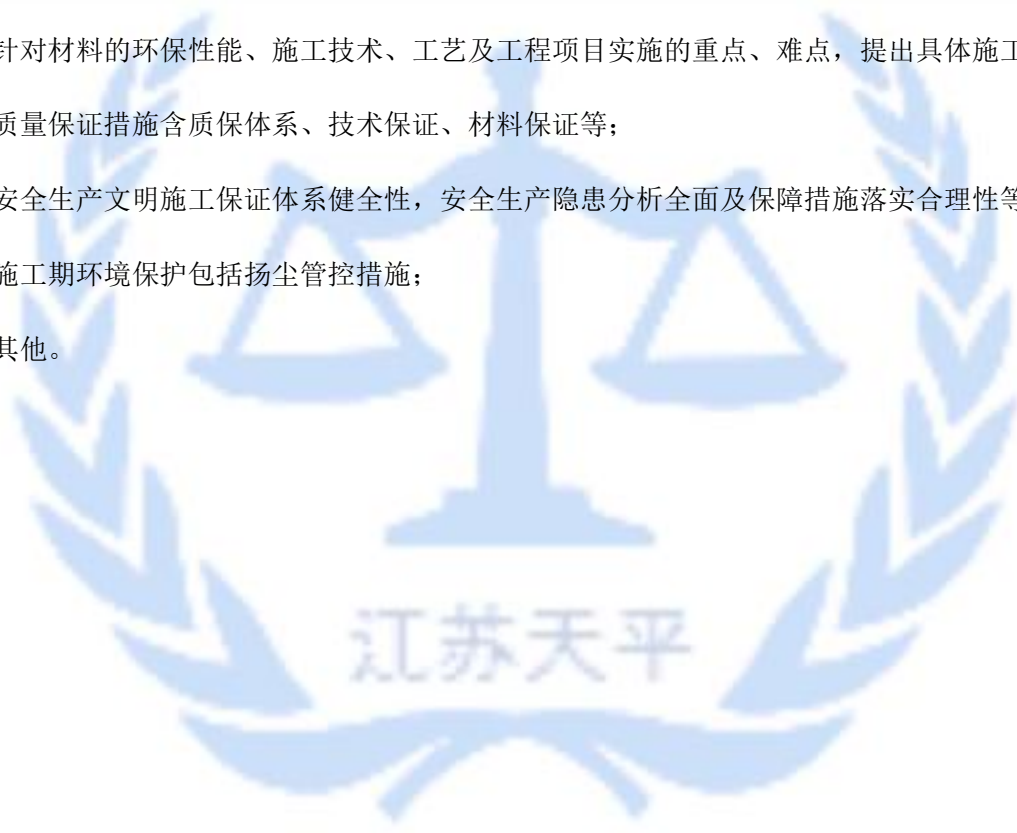 针对材料的环保性能、施工技术、工艺及工程项目实施的重点、难点，提出具体施工
质量保证措施含质保体系、技术保证、材料保证等；
安全生产文明施工保证体系健全性，安全生产隐患分析全面及保障措施落实合理性等
施工期环境保护包括扬尘管控措施；
其他。
江苏天平